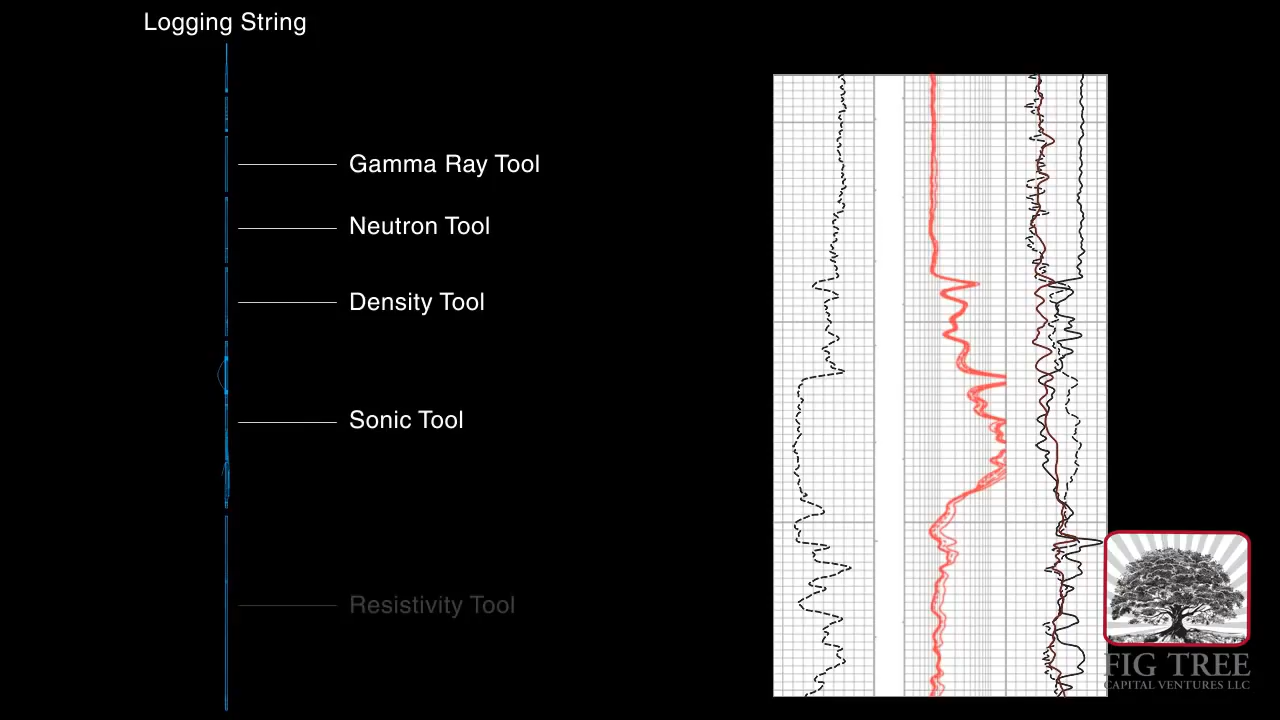 Logging String
Gamma Ray Tool
Neutron Tool
Density Tool
Sonic Tool
Resistivity Tool
FIG TREE
CAPITAL VENTURES LLC